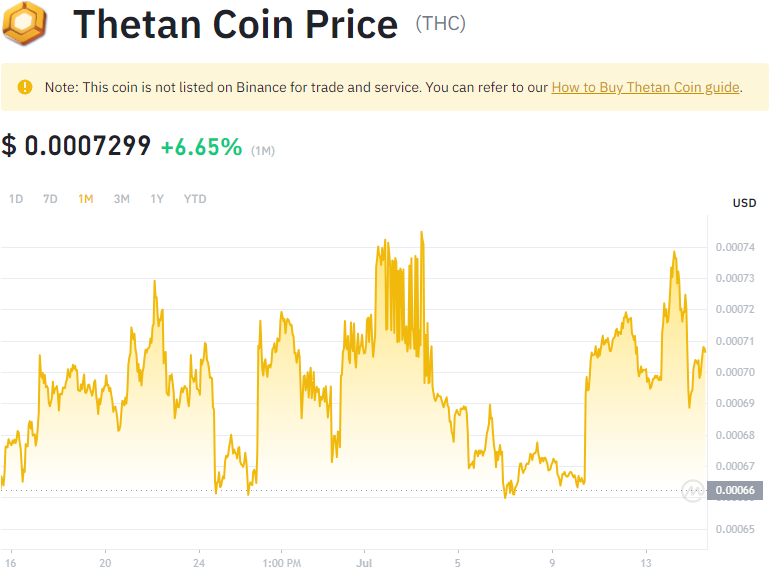 Thetan Coin Price (THC)
Note: This coin is not listed on Binance for trade and service. You can refer to our How to Buy Thetan Coin guide.
$ 0.0007299 +6.65% (1M)
1D 7D 1M 3M 1Y YTD
USD
0.00074
0.00073
0.00072
0.00071
0.00070
0.00069
0.00068
0.00067
0.00066
0.00065
16 20 24 1:00 PM Jul 5 9 13